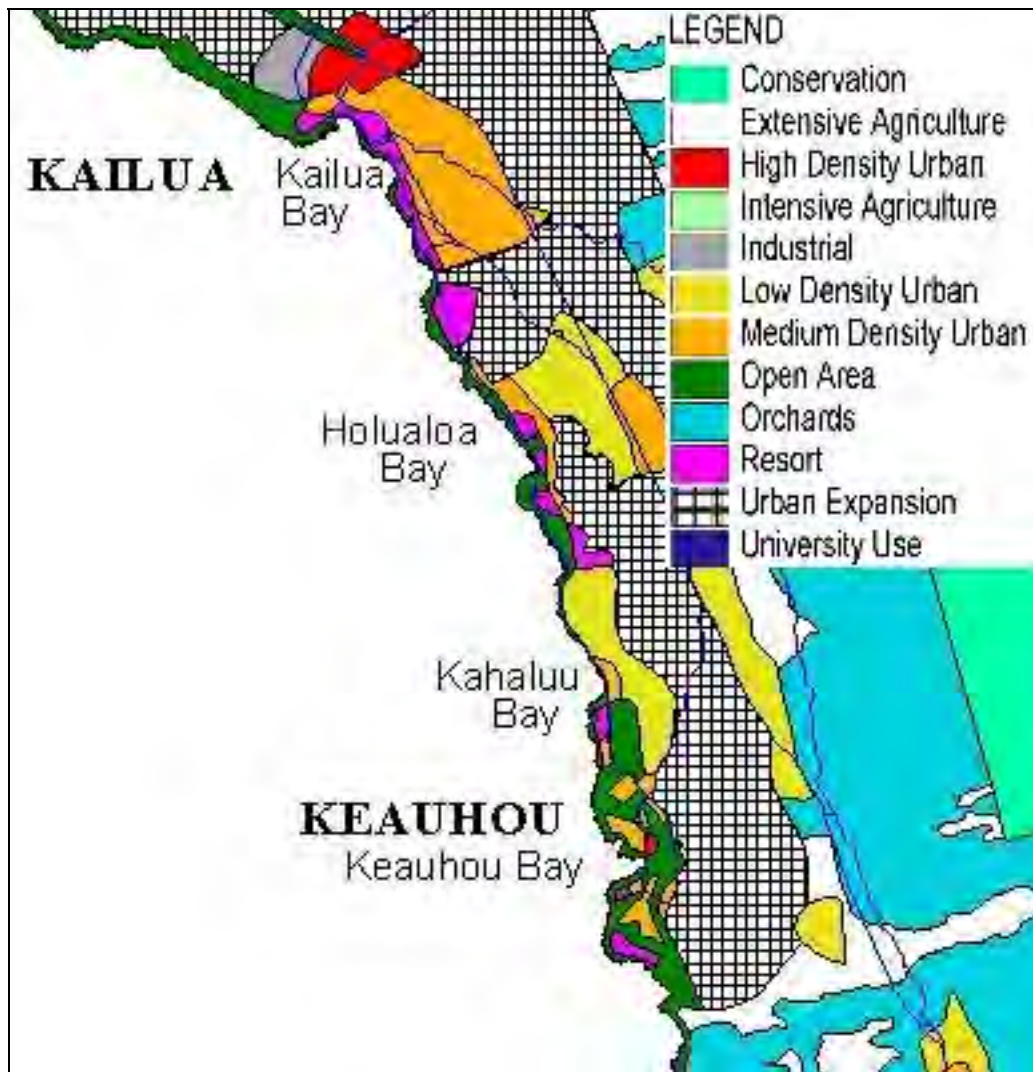 LEGEND
Conservation
Extensive Agriculture
High Density Urban
Intensive Agriculture
Industrial
Low Density Urban
Medium Density Urban
Open Area
Orchards
Resort
Urban Expansion
University Use
KAILUA
Kailua
Bay
Holualoa
Bay
Kahaluu
Bay
KEAUHOU
Keauhou Bay